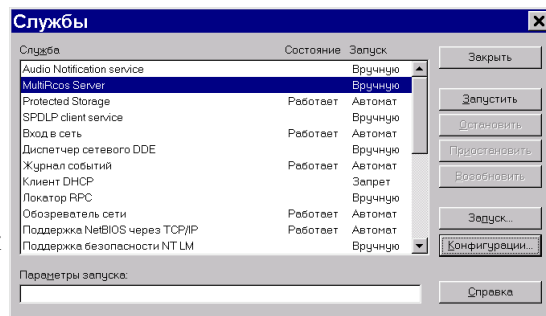 Службы
Служба Состояние Запуск
Audio Notification service Вручную
MultiRcos Server Вручную
Protected Storage Работает Автомат
SPDLP client service Вручную
Вход в сеть Работает Автомат
Диспетчер сетевого DDE Вручную
Журнал событий Работает Автомат
Клиент DHCP Запрет
Локатор RPC Вручную
Обозреватель сети Работает Автомат
Поддержка NetBIOS через TCP/IP Работает Автомат
Поддержка безопасности NT LM Вручную
Параметры запуска:
Закрыть
Запустить
Остановить
Приостановить
Возобновить
Запуск...
Конфигурации...
Справка